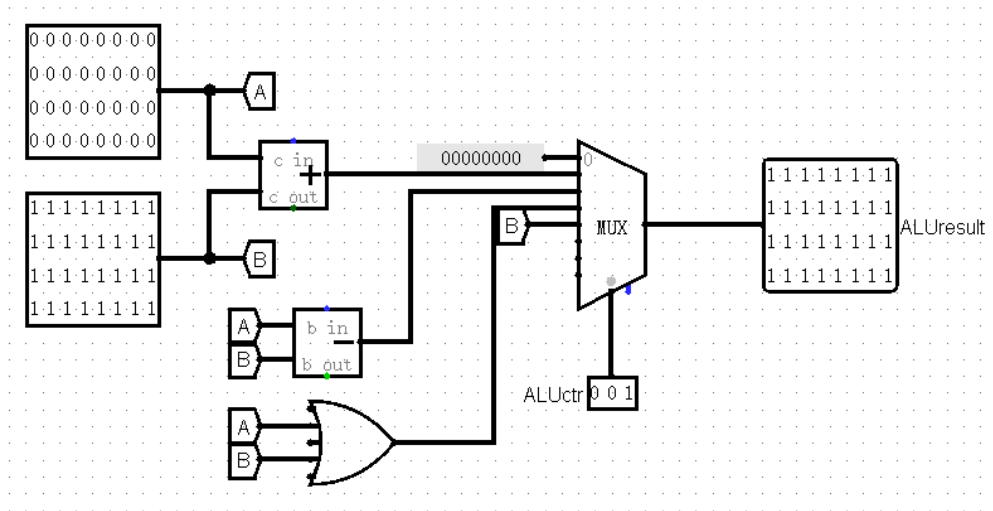 0 0 0 0 0 0 0 0
0 0 0 0 0 0 0 0
0 0 0 0 0 0 0 0
0 0 0 0 0 0 0 0
A
c in
+
c out
1 1 1 1 1 1 1 1
1 1 1 1 1 1 1 1
1 1 1 1 1 1 1 1
1 1 1 1 1 1 1 1
B
00000000
0
B
MUX
1 1 1 1 1 1 1 1
1 1 1 1 1 1 1 1
1 1 1 1 1 1 1 1
1 1 1 1 1 1 1 1
ALUresult
A
B
b in
−
b out
ALUctr 0 0 1
A
B